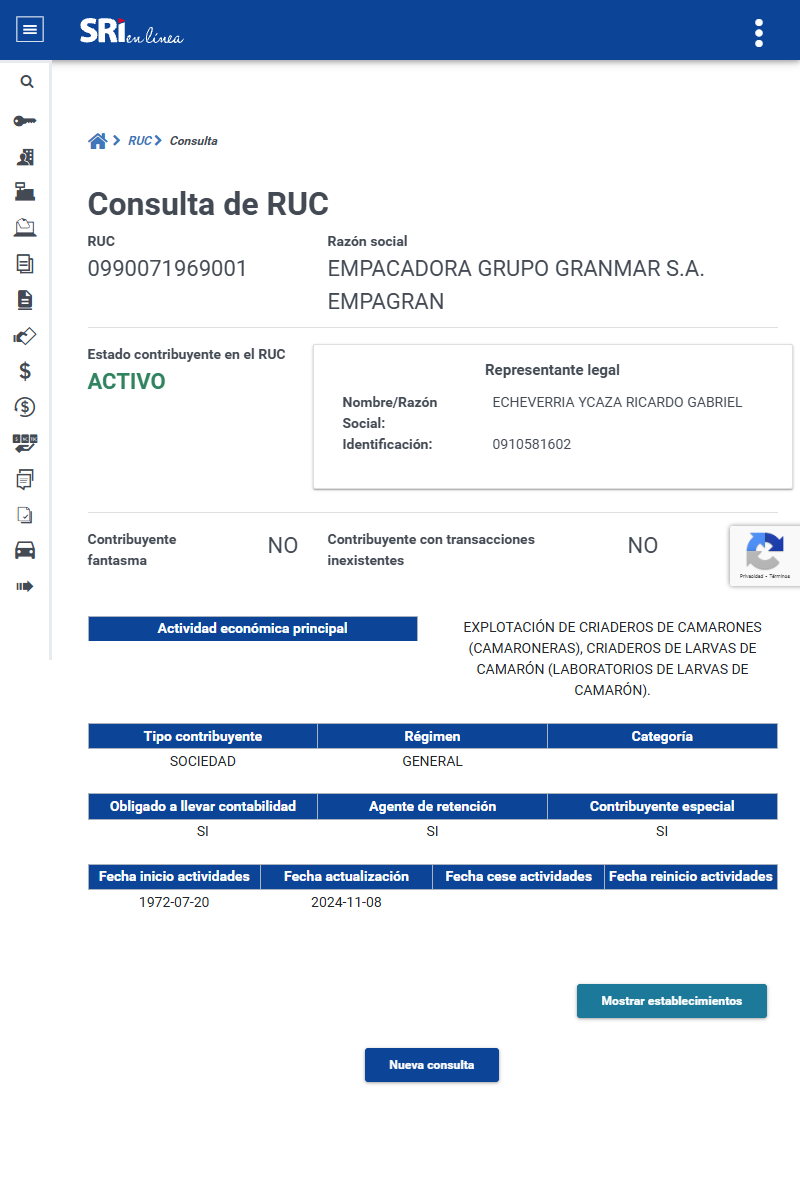 SRi en línea
RUC Consulta
Consulta de RUC
RUC
0990071969001
Razón social
EMPACADORA GRUPO GRANMAR S.A.
EMPAGRAN
Estado contribuyente en el RUC
ACTIVO
Representante legal
Nombre/Razón
Social:
ECHEVERRIA YCAZA RICARDO GABRIEL
Identificación:
0910581602
Contribuyente
fantasma
NO
Contribuyente con transacciones
inexistentes
NO
Privacidad - Términos
Actividad económica principal
EXPLOTACIÓN DE CRIADEROS DE CAMARONES
(CAMARONERAS), CRIADEROS DE LARVAS DE
CAMARÓN (LABORATORIOS DE LARVAS DE
CAMARÓN).
Tipo contribuyente Régimen Categoría
SOCIEDAD GENERAL
Obligado a llevar contabilidad Agente de retención Contribuyente especial
SI SI SI
Fecha inicio actividades Fecha actualización Fecha cese actividades Fecha reinicio actividades
1972-07-20 2024-11-08
Mostrar establecimientos
Nueva consulta